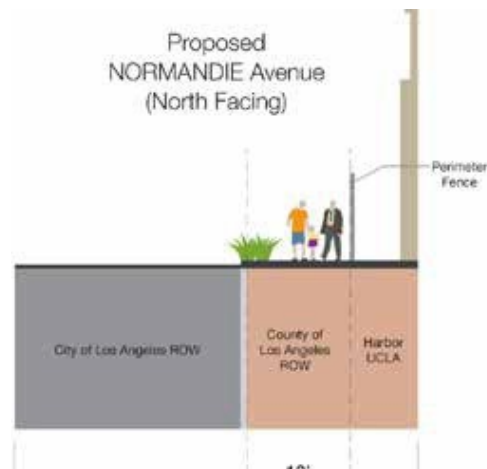 Proposed
NORMANDIE Avenue
(North Facing)
Perimeter
Fence
City of Los Angeles ROW
County of
Los Angeles
ROW
Harbor
UCLA